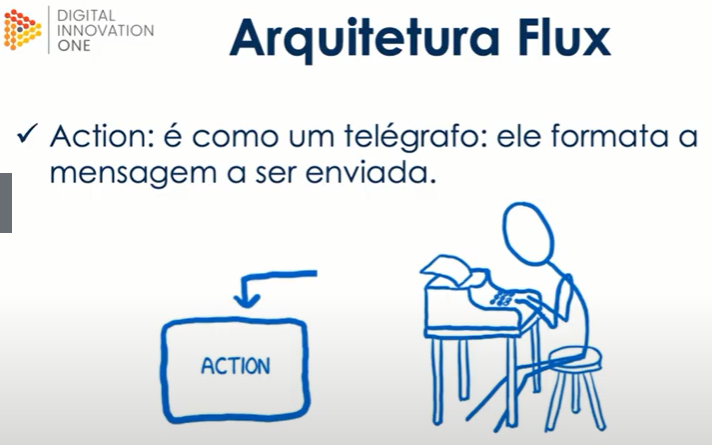 DIGITAL
INNOVATION
ONE
Arquitetura Flux
✓ Action: é como um telégrafo: ele formata a
mensagem a ser enviada.
ACTION